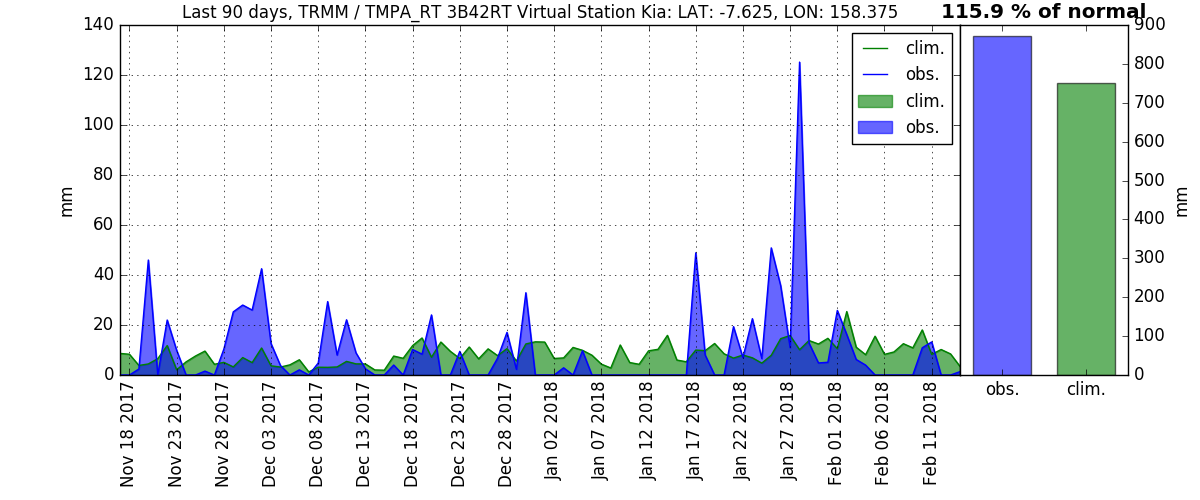 Last 90 days, TRMM / TMPA_RT 3B42RT Virtual Station Kia: LAT: -7.625, LON: 158.375
115.9 % of normal
140
120
100
80
60
40
20
0
mm
clim.
obs.
clim.
obs.
900
800
700
600
500
400
300
200
100
0
mm
Nov 18 2017
Nov 23 2017
Nov 28 2017
Dec 03 2017
Dec 08 2017
Dec 13 2017
Dec 18 2017
Dec 23 2017
Dec 28 2017
Jan 02 2018
Jan 07 2018
Jan 12 2018
Jan 17 2018
Jan 22 2018
Jan 27 2018
Feb 01 2018
Feb 06 2018
Feb 11 2018
obs.
clim.